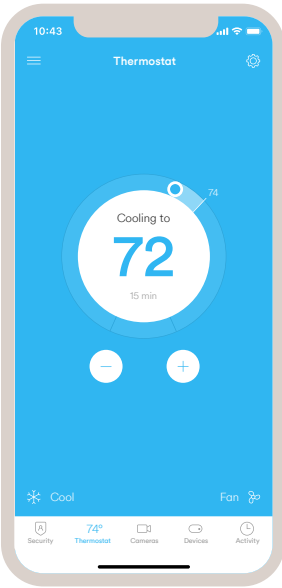 10:43
Thermostat
74
Cooling to
72
15 min
Cool
Fan
74°
Security
Thermostat
Cameras
Devices
Activity